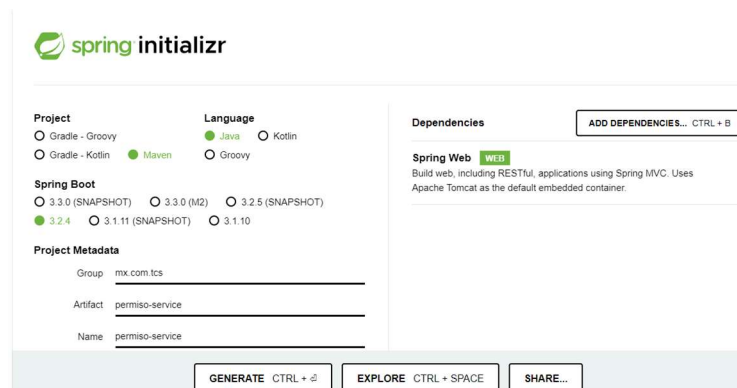 spring initializr
Project
Gradle - Groovy
Gradle - Kotlin Maven
Language
Java Kotlin
Groovy
Spring Boot
3.3.0 (SNAPSHOT) 3.3.0 (M2) 3.2.5 (SNAPSHOT)
3.2.4 3.1.11 (SNAPSHOT) 3.1.10
Project Metadata
Group mx.com.tcs
Artifact permiso-service
Name permiso-service
Dependencies ADD DEPENDENCIES... CTRL + B
Spring Web WEB
Build web, including RESTful, applications using Spring MVC. Uses
Apache Tomcat as the default embedded container.
GENERATE CTRL + ⏎ EXPLORE CTRL + SPACE SHARE...